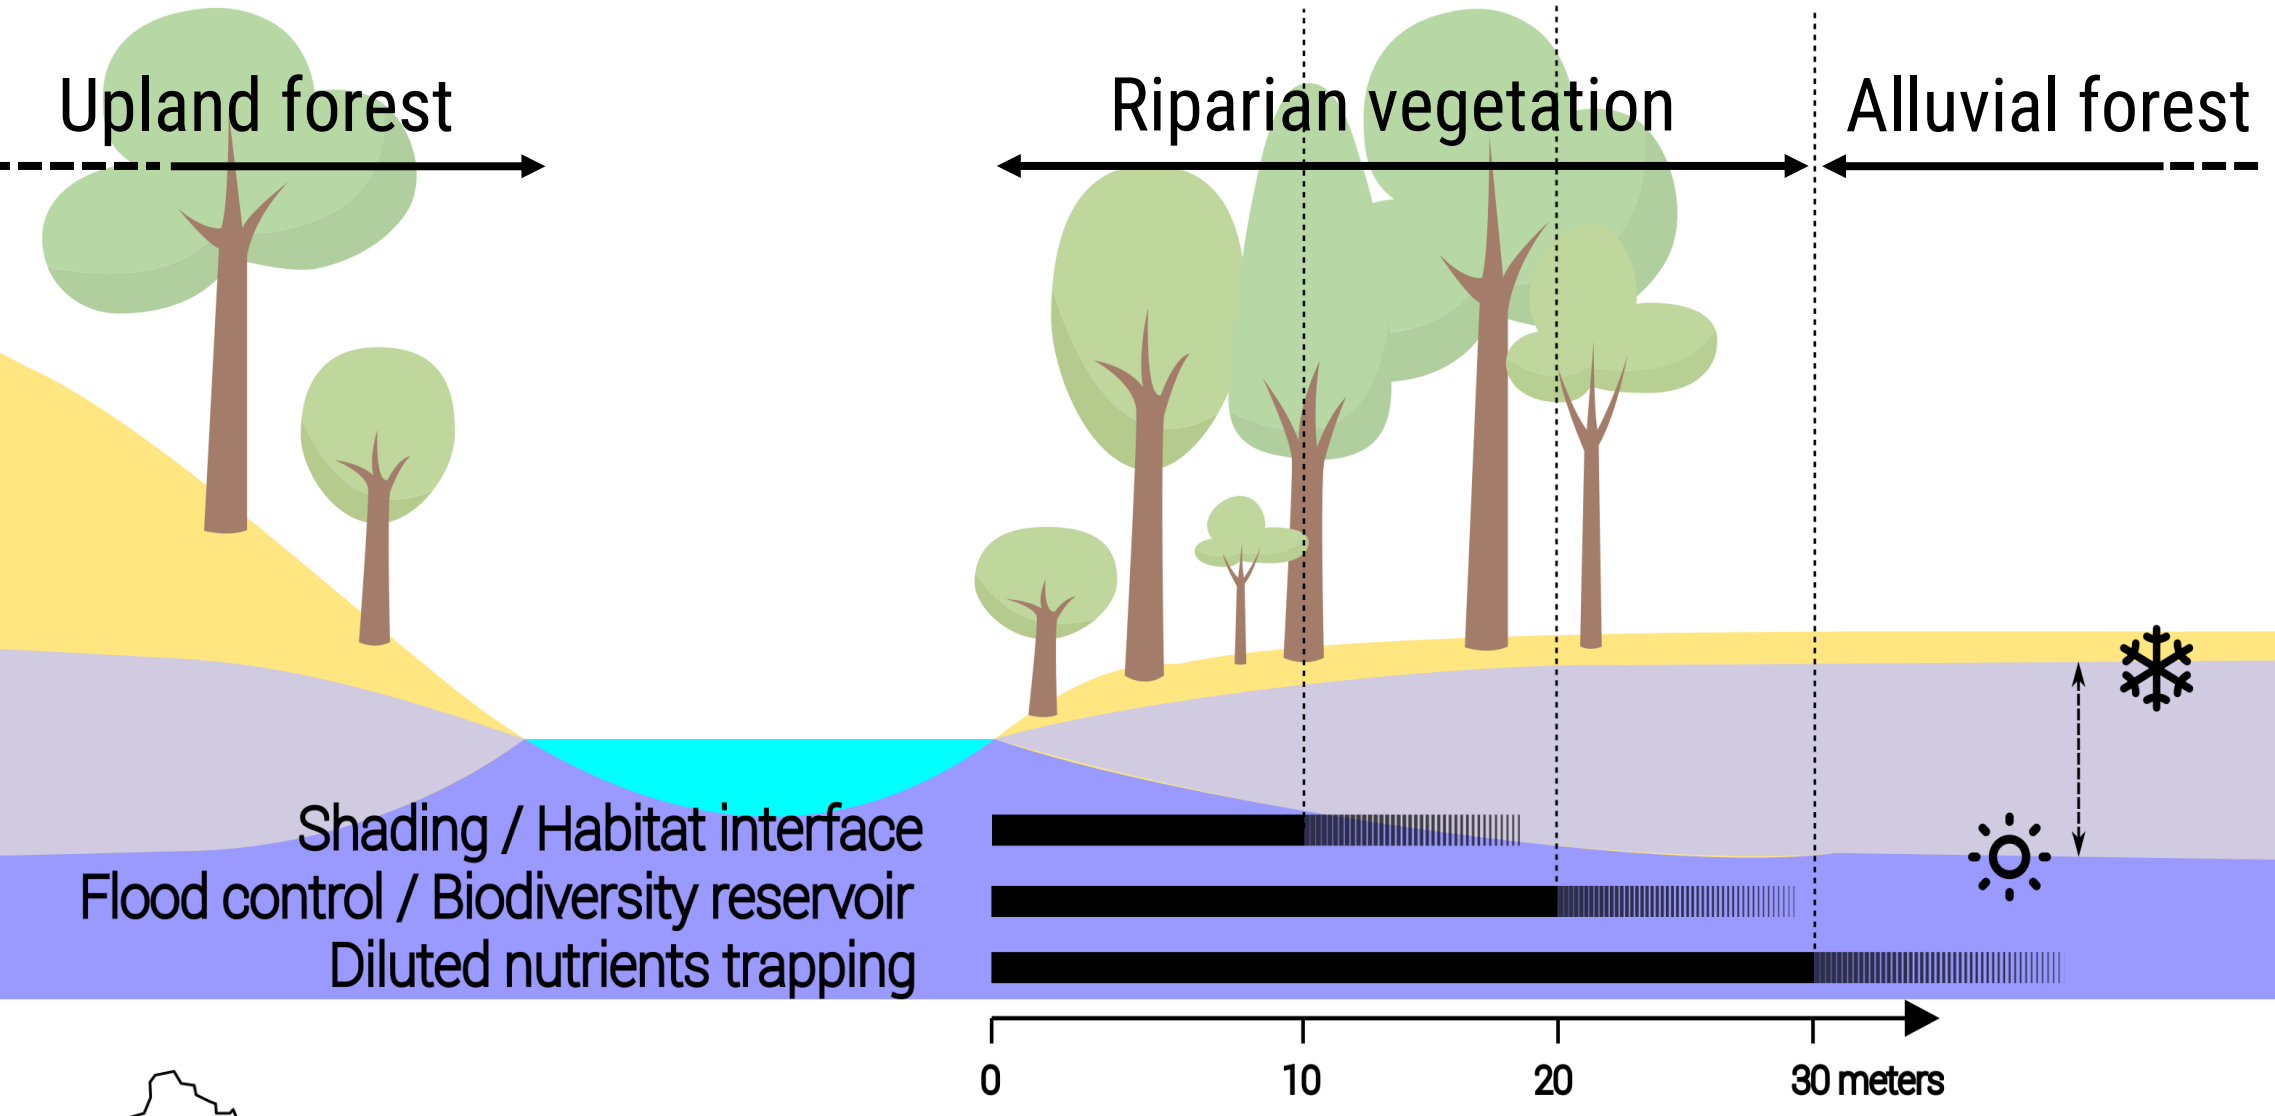 Upland forest
Riparian vegetation
Alluvial forest
Shading / Habitat interface
Flood control / Biodiversity reservoir
Diluted nutrients trapping
0 10 20 30 meters